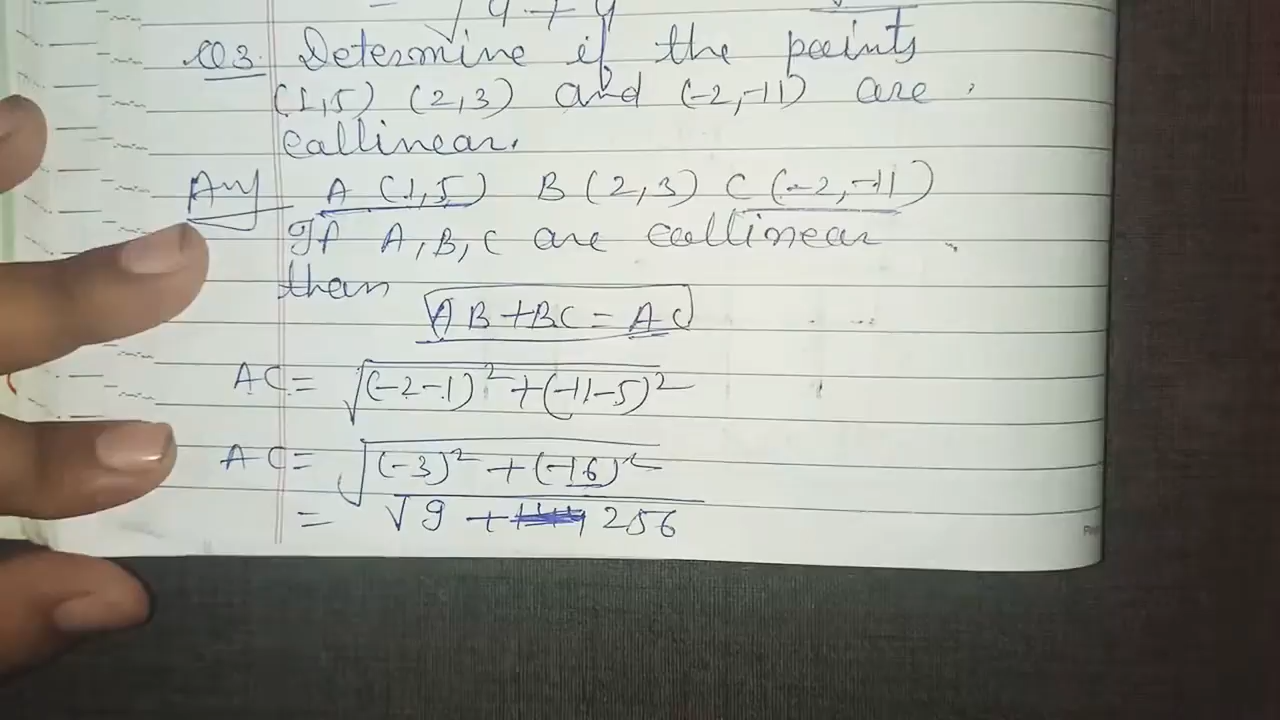 = √4+4
Q3. Determine if the points
(1,5) (2,3) and (-2,-11) are
collinear.
Ans A (1,5) B (2,3) C (-2,-11)
If A, B, C are collinear
then
AB+BC = AC
AC = √(-2-1)² + (-11-5)²
AC = √(-3)² + (-16)²
= √9 + 256